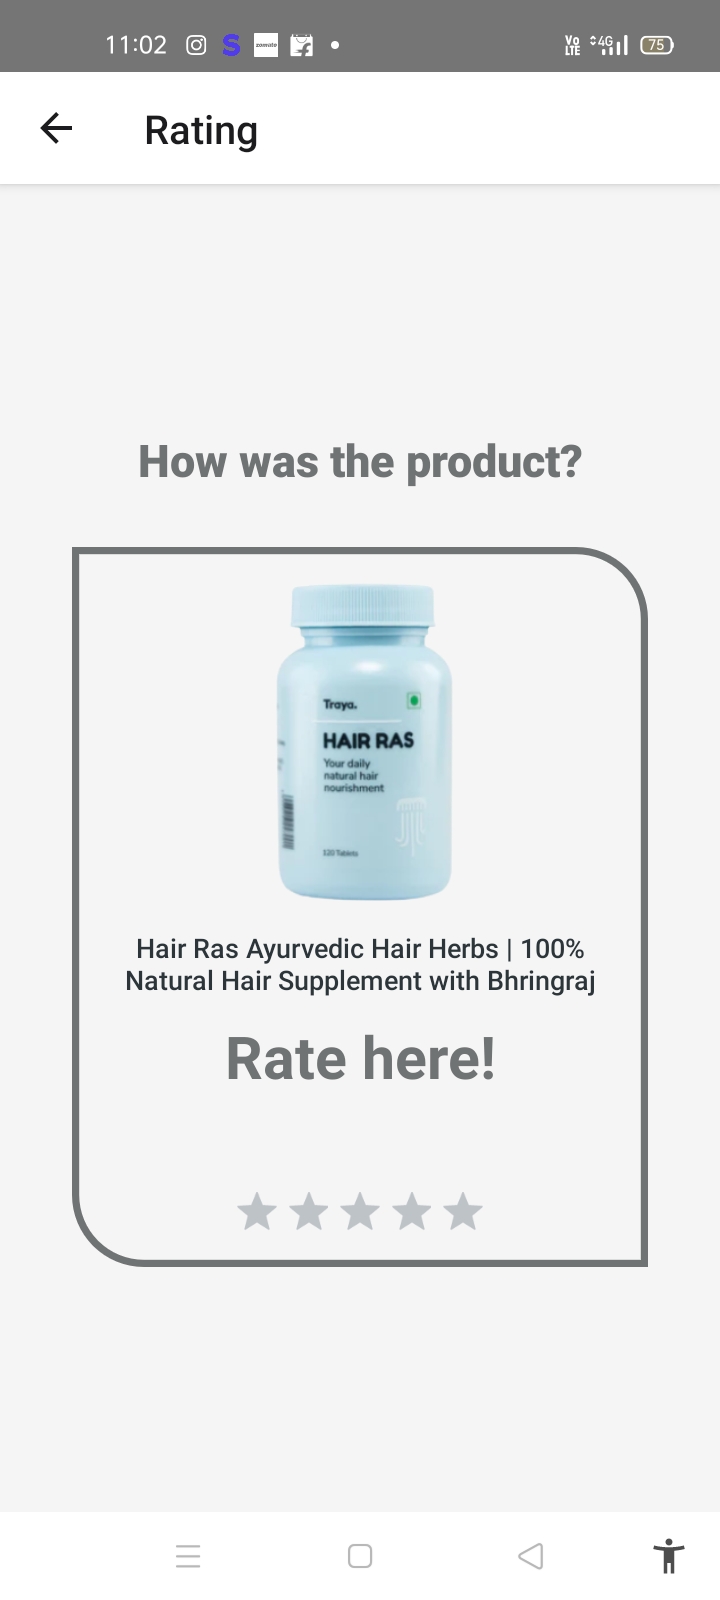 11:02
zomato
Vo
LTE
4G
75
Rating
How was the product?
Traya.
HAIR RAS
Your daily
natural hair
nourishment
120 Tablets
Hair Ras Ayurvedic Hair Herbs | 100%
Natural Hair Supplement with Bhringraj
Rate here!